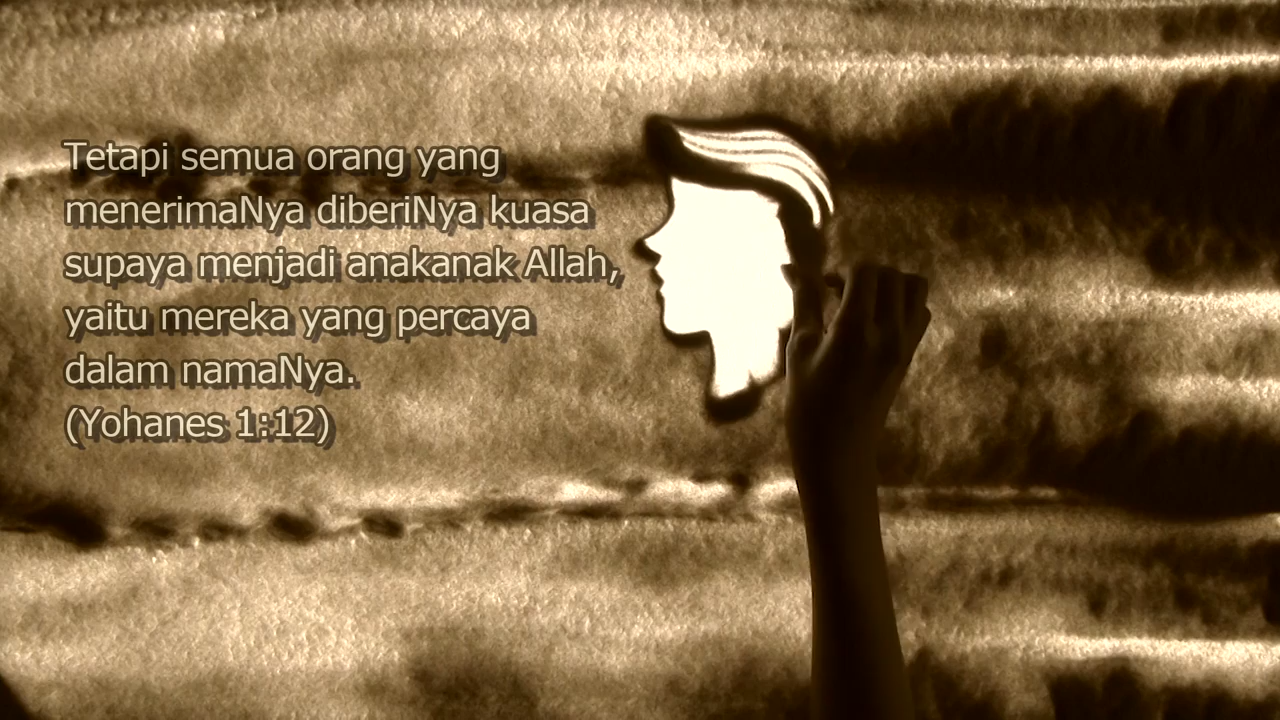 Tetapi semua orang yang
menerimaNya diberiNya kuasa
supaya menjadi anakanak Allah,
yaitu mereka yang percaya
dalam namaNya.
(Yohanes 1:12)